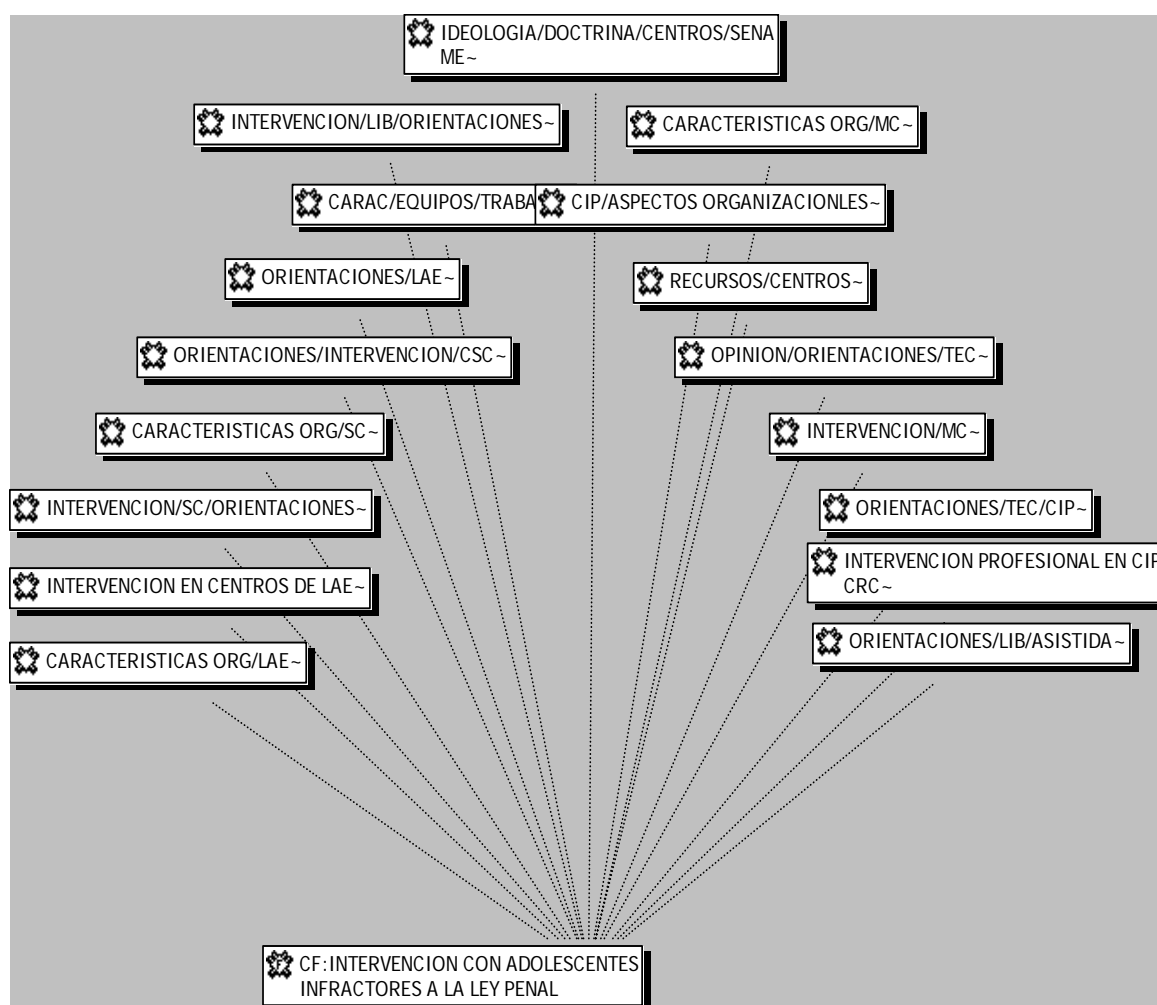 IDEOLOGIA/DOCTRINA/CENTROS/SENA
ME~
INTERVENCION/LIB/ORIENTACIONES~
CARACTERISTICAS ORG/MC~
CARAC/EQUIPOS/TRABA
CIP/ASPECTOS ORGANIZACIONLES~
ORIENTACIONES/LAE~
RECURSOS/CENTROS~
ORIENTACIONES/INTERVENCION/CSC~
OPINION/ORIENTACIONES/TEC~
CARACTERISTICAS ORG/SC~
INTERVENCION/MC~
INTERVENCION/SC/ORIENTACIONES~
ORIENTACIONES/TEC/CIP~
INTERVENCION PROFESIONAL EN CIP
CRC~
INTERVENCION EN CENTROS DE LAE~
ORIENTACIONES/LIB/ASISTIDA~
CARACTERISTICAS ORG/LAE~
CF:INTERVENCION CON ADOLESCENTES
INFRACTORES A LA LEY PENAL